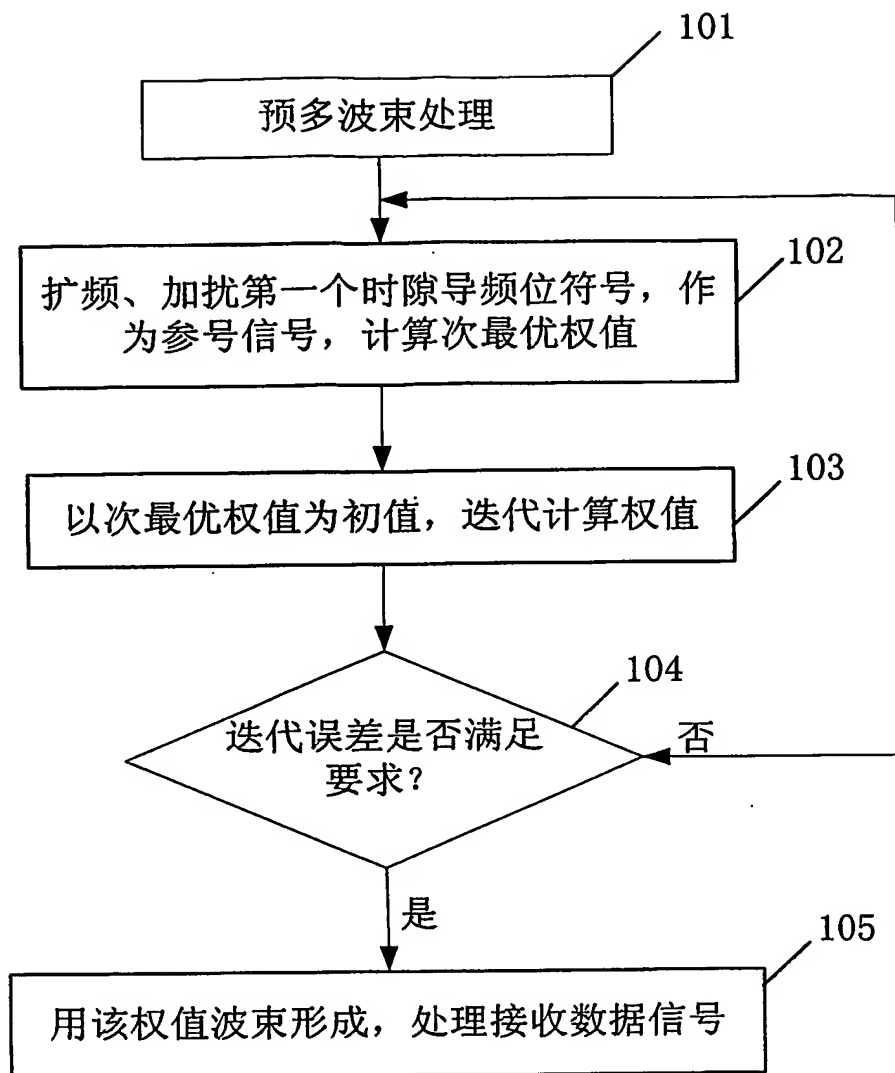 101
预多波束处理
102
扩频、加扰第一个时隙导频位符号，作
为参号信号，计算次最优权值
103
以次最优权值为初值，迭代计算权值
104
迭代误差是否满足
要求？
否
是
105
用该权值波束形成，处理接收数据信号